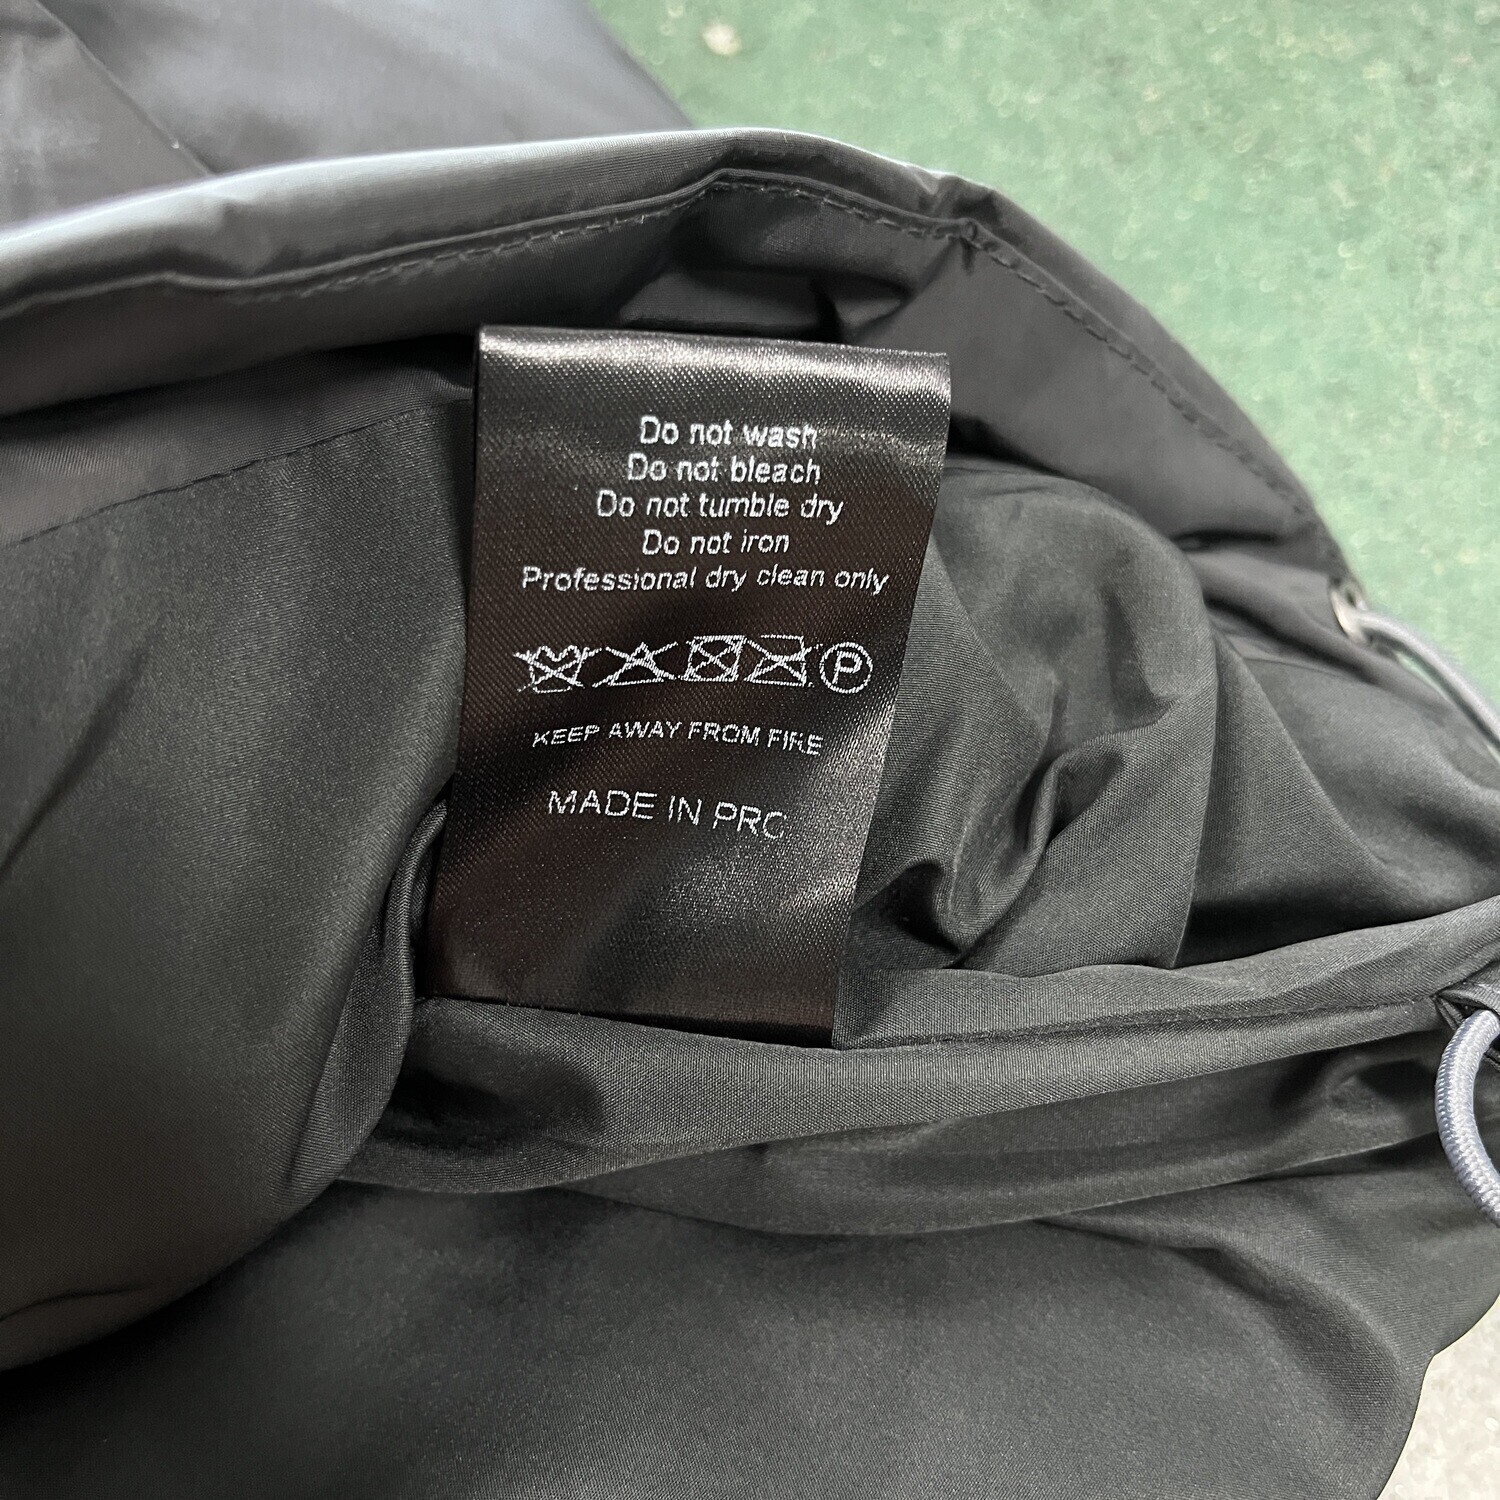 Do not wash
Do not bleach
Do not tumble dry
Do not iron
Professional dry clean only
P
KEEP AWAY FROM FIRE
MADE IN PRC